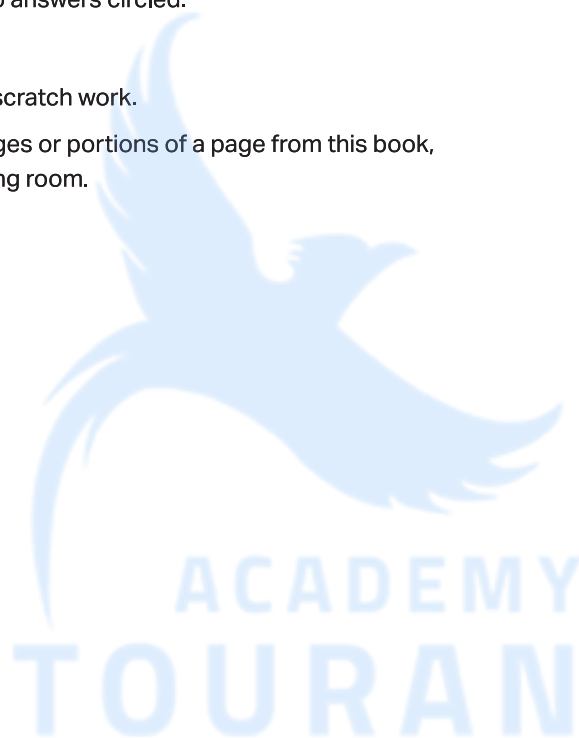 answers circled.
scratch work.
ges or portions of a page from this book,
ng room.
ACADEMY
TOURAN